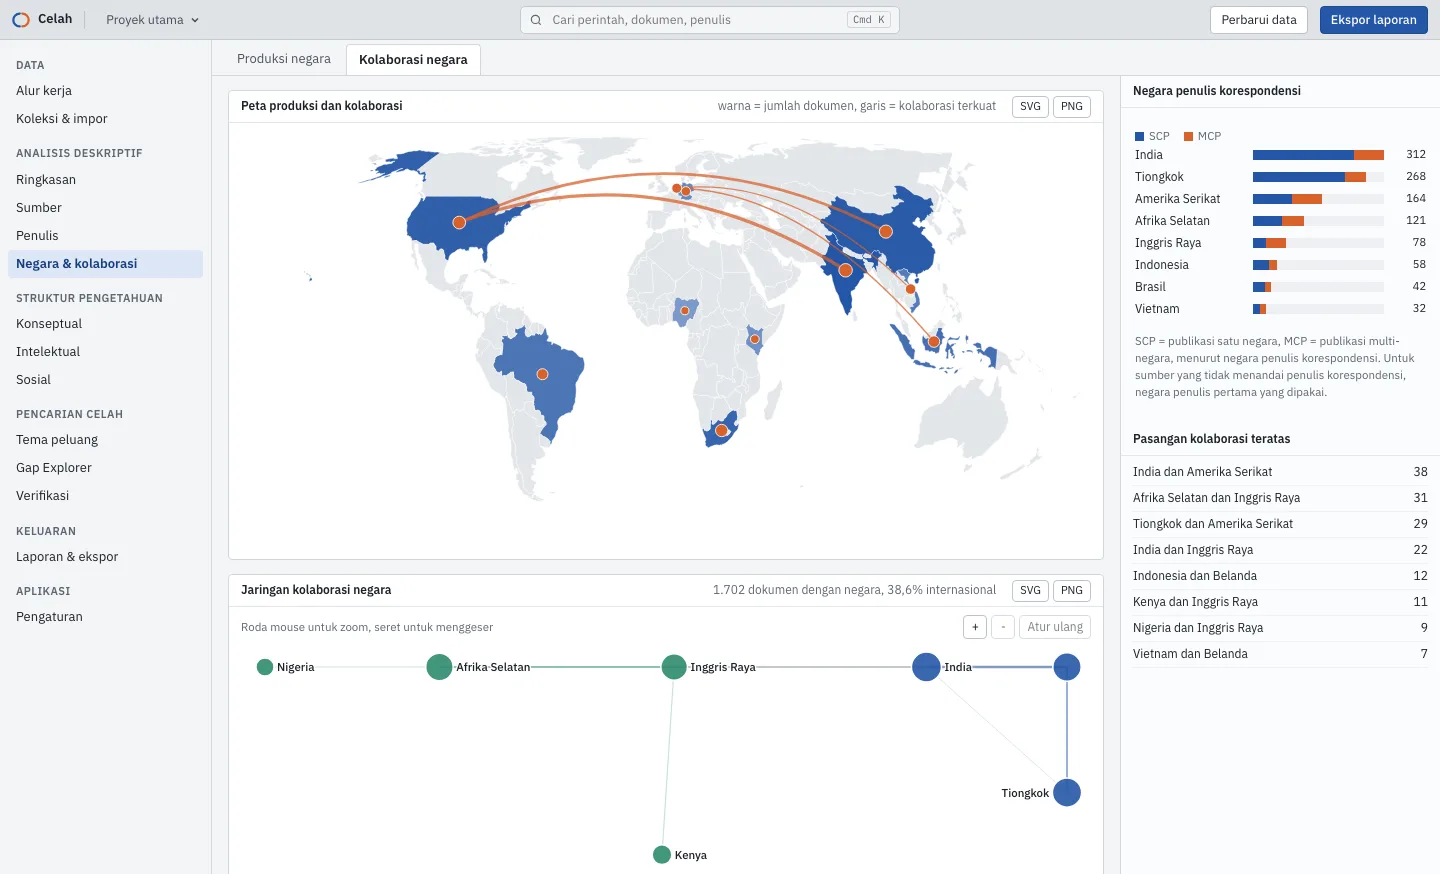 Celah
Proyek utama
Cari perintah, dokumen, penulis
Cmd K
Perbarui data
Ekspor laporan
DATA
Alur kerja
Koleksi & impor
ANALISIS DESKRIPTIF
Ringkasan
Sumber
Penulis
Negara & kolaborasi
STRUKTUR PENGETAHUAN
Konseptual
Intelektual
Sosial
PENCARIAN CELAH
Tema peluang
Gap Explorer
Verifikasi
KELUARAN
Laporan & ekspor
APLIKASI
Pengaturan
Produksi negara
Kolaborasi negara
Peta produksi dan kolaborasi
warna = jumlah dokumen, garis = kolaborasi terkuat
SVG
PNG
Jaringan kolaborasi negara
1.702 dokumen dengan negara, 38,6% internasional
SVG
PNG
Roda mouse untuk zoom, seret untuk menggeser
+
-
Atur ulang
Nigeria
Afrika Selatan
Inggris Raya
India
Tiongkok
Kenya
Negara penulis korespondensi
SCP
MCP
India 312
Tiongkok 268
Amerika Serikat 164
Afrika Selatan 121
Inggris Raya 78
Indonesia 58
Brasil 42
Vietnam 32
SCP = publikasi satu negara, MCP = publikasi multi-
negara, menurut negara penulis korespondensi. Untuk
sumber yang tidak menandai penulis korespondensi,
negara penulis pertama yang dipakai.
Pasangan kolaborasi teratas
India dan Amerika Serikat 38
Afrika Selatan dan Inggris Raya 31
Tiongkok dan Amerika Serikat 29
India dan Inggris Raya 22
Indonesia dan Belanda 12
Kenya dan Inggris Raya 11
Nigeria dan Inggris Raya 9
Vietnam dan Belanda 7